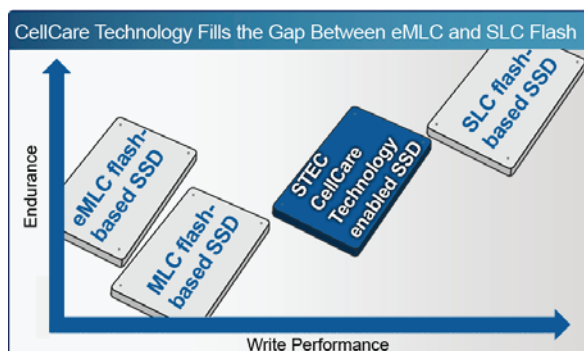 CellCare Technology Fills the Gap Between eMLC and SLC Flash
Endurance
eMLC flash-
based SSD
MLC flash-
based SSD
STEC
CellCare
Technology
enabled SSD
SLC flash-
based SSD
Write Performance